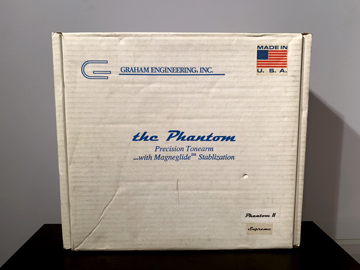 GRAHAM ENGINEERING, INC.
MADE IN
U.S.A.
the Phantom
Precision Tonearm
...with Magneglide™ Stablization
Phantom II
Supreme